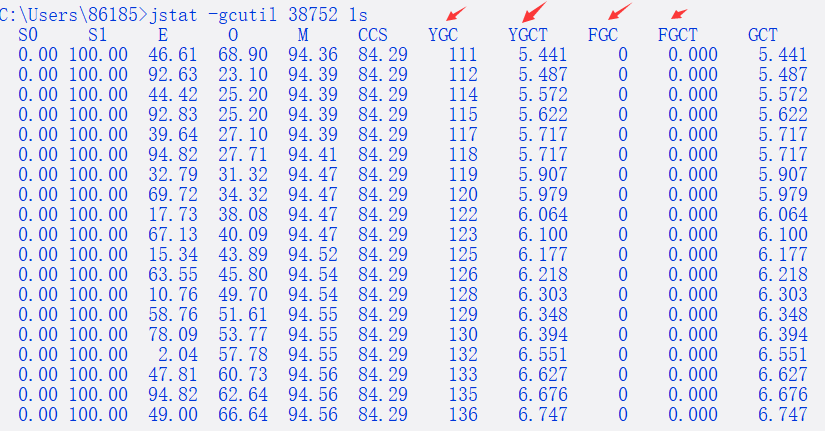 C:\Users\86185>jstat -gcutil 38752 1s
S0 S1 E O M CCS YGC YGCT FGC FGCT GCT
0.00 100.00 46.61 68.90 94.36 84.29 111 5.441 0 0.000 5.441
0.00 100.00 92.63 23.10 94.39 84.29 112 5.487 0 0.000 5.487
0.00 100.00 44.42 25.20 94.39 84.29 114 5.572 0 0.000 5.572
0.00 100.00 92.83 25.20 94.39 84.29 115 5.622 0 0.000 5.622
0.00 100.00 39.64 27.10 94.39 84.29 117 5.717 0 0.000 5.717
0.00 100.00 94.82 27.71 94.41 84.29 118 5.717 0 0.000 5.717
0.00 100.00 32.79 31.32 94.47 84.29 119 5.907 0 0.000 5.907
0.00 100.00 69.72 34.32 94.47 84.29 120 5.979 0 0.000 5.979
0.00 100.00 17.73 38.08 94.47 84.29 122 6.064 0 0.000 6.064
0.00 100.00 67.13 40.09 94.47 84.29 123 6.100 0 0.000 6.100
0.00 100.00 15.34 43.89 94.52 84.29 125 6.177 0 0.000 6.177
0.00 100.00 63.55 45.80 94.54 84.29 126 6.218 0 0.000 6.218
0.00 100.00 10.76 49.70 94.54 84.29 128 6.303 0 0.000 6.303
0.00 100.00 58.76 51.61 94.55 84.29 129 6.348 0 0.000 6.348
0.00 100.00 78.09 53.77 94.55 84.29 130 6.394 0 0.000 6.394
0.00 100.00 2.04 57.78 94.55 84.29 132 6.551 0 0.000 6.551
0.00 100.00 47.81 60.73 94.56 84.29 133 6.627 0 0.000 6.627
0.00 100.00 94.82 62.64 94.56 84.29 135 6.676 0 0.000 6.676
0.00 100.00 49.00 66.64 94.56 84.29 136 6.747 0 0.000 6.747